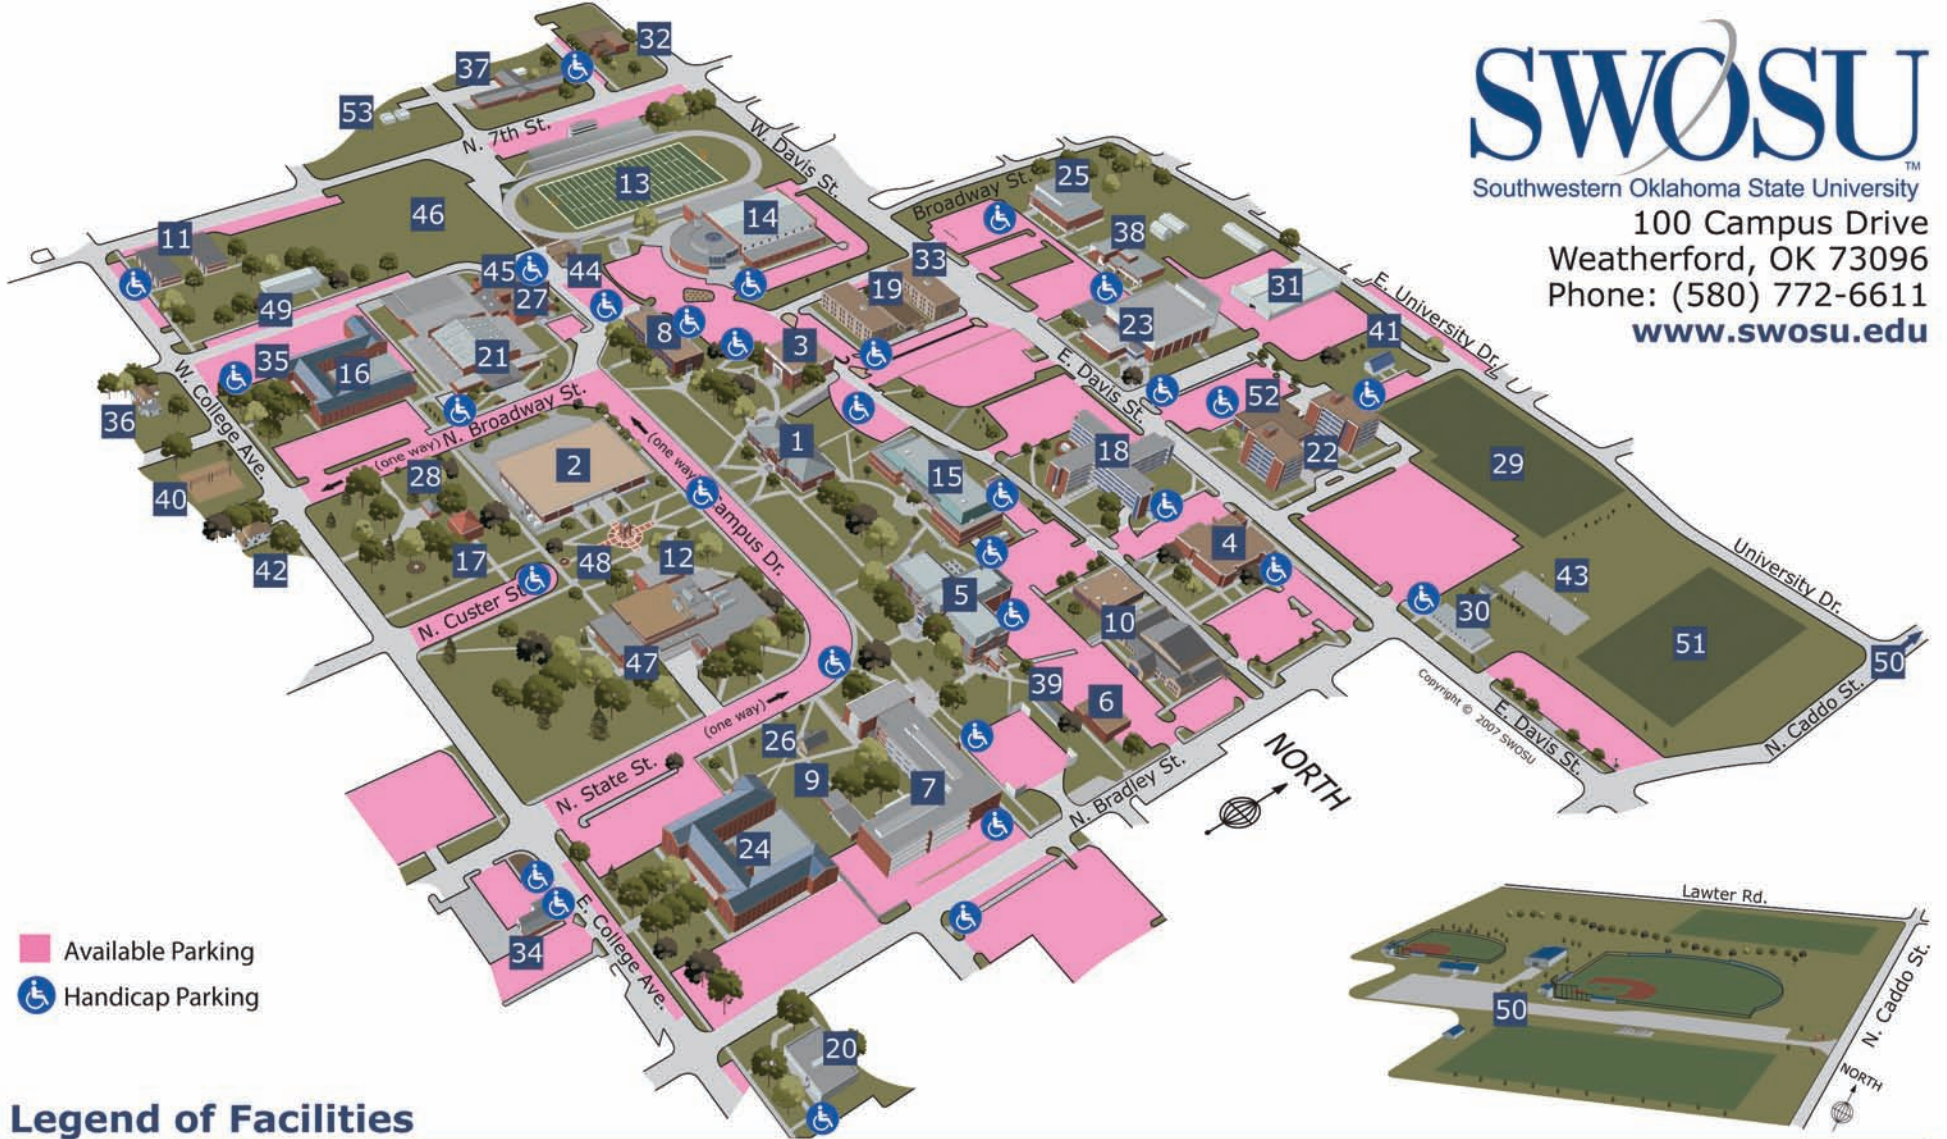 SWOSU
TM
Southwestern Oklahoma State University
100 Campus Drive
Weatherford, OK 73096
Phone: (580) 772-6611
www.swosu.edu
32
37
53
N. 7th St.
W. Davis St.
13
46
14
11
Broadway St.
25
38
33
45
44
27
19
49
31
E. University Dr.
41
23
8
3
35
16
21
W. College Ave.
36
E. Davis St.
52
(one way)
N. Broadway St.
(one way)
Campus Dr.
1
18
22
29
2
15
28
40
17
42
48
12
4
N. Custer St.
5
43
University Dr.
30
10
47
51
50
39
6
Copyright © 2007 SWOSU
E. Davis St.
N. Caddo St.
(one way)
26
N. State St.
9
7
N. Bradley St.
NORTH
24
E. College Ave.
34
20
Available Parking
Handicap Parking
Lawter Rd.
50
N. Caddo St.
NORTH
Legend of Facilities